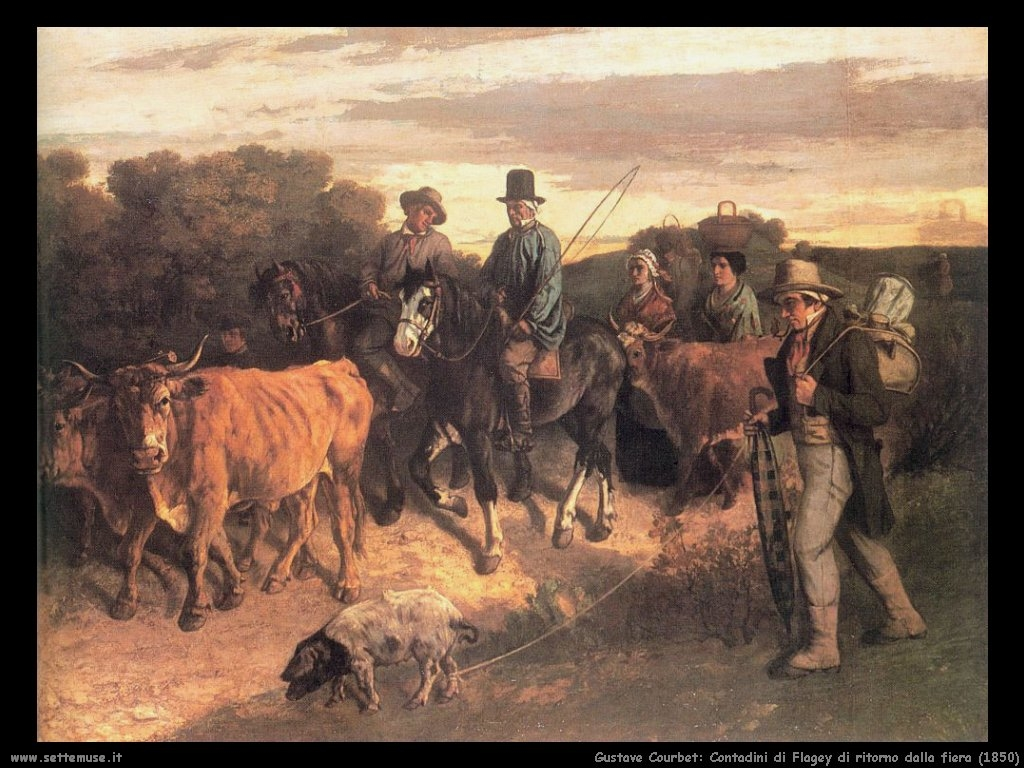 www.settemuse.it
Gustave Courbet: Contadini di Flagey di ritorno dalla fiera (1850)